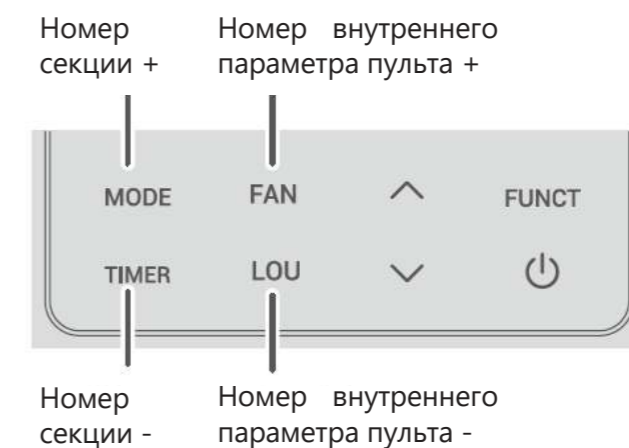 Номер
секции +
Номер внутреннего
параметра пульта +
MODE FAN FUNCT
TIMER LOU
Номер
секции -
Номер внутреннего
параметра пульта -